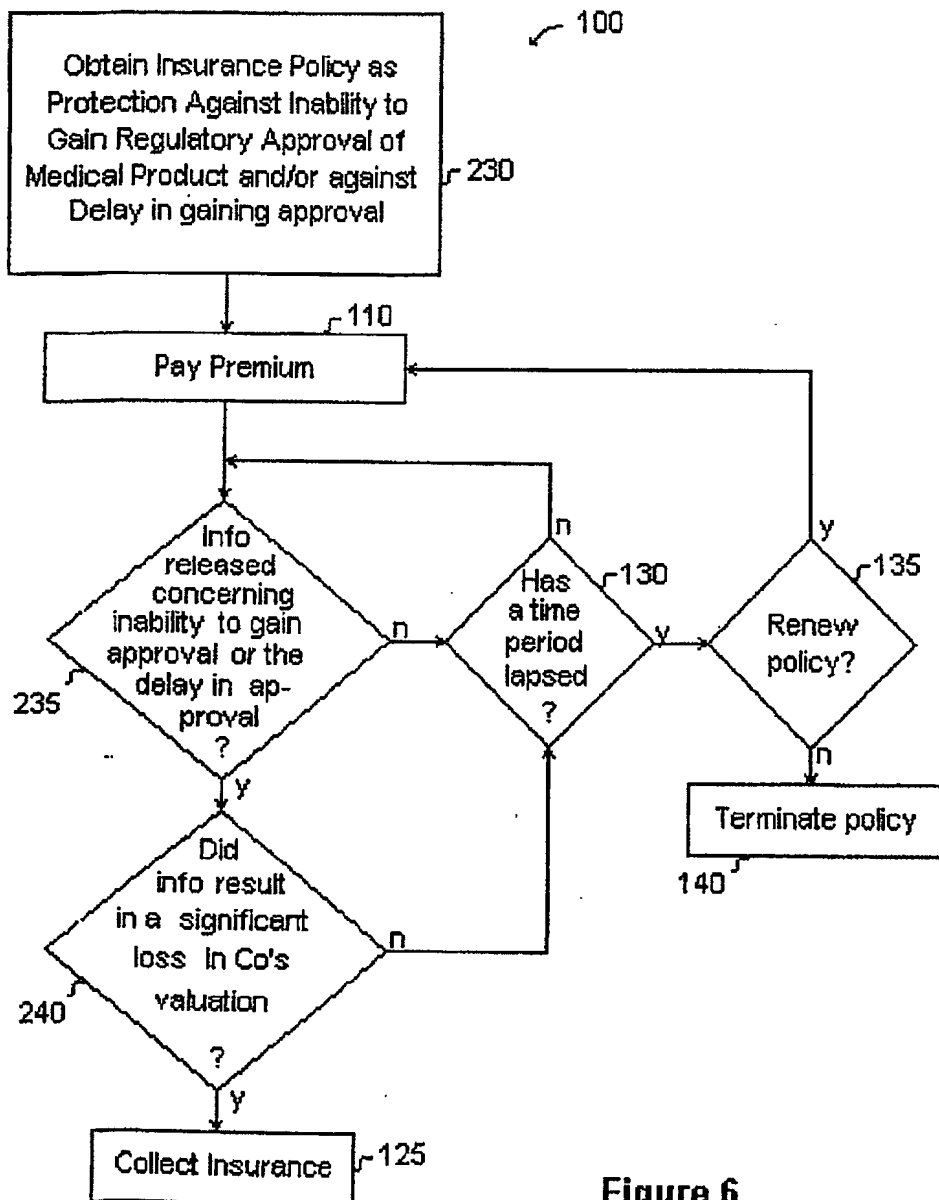 100
Obtain Insurance Policy as
Protection Against Inability to
Gain Regulatory Approval of
Medical Product and/or against
Delay in gaining approval
230
110
Pay Premium
Info
released
concerning
inability to gain
approval or the
delay in ap-
proval
?
235
n
y
Has
a time
period
lapsed
?
130
n
y
Renew
policy?
135
y
n
Terminate policy
140
Did
info result
in a significant
loss in Co's
valuation
?
240
n
y
Collect Insurance
125
Figure 6